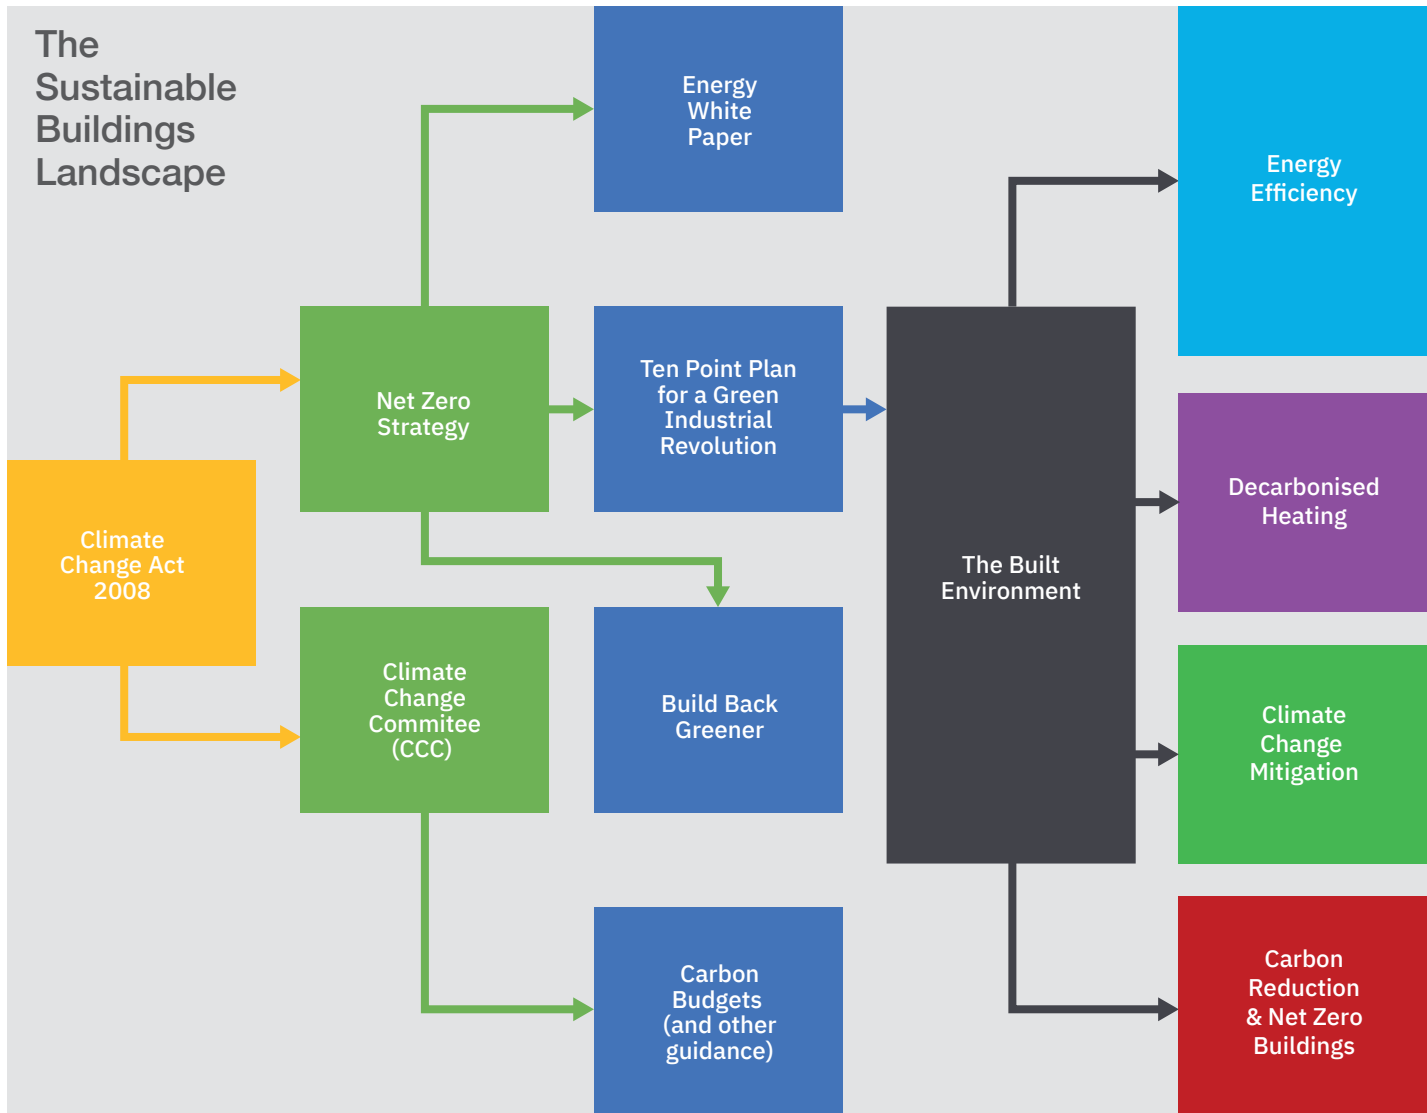 The
Sustainable
Buildings
Landscape
Energy
White
Paper
Energy
Efficiency
Net Zero
Strategy
Ten Point Plan
for a Green
Industrial
Revolution
Decarbonised
Heating
Climate
Change Act
2008
The Built
Environment
Climate
Change
Commitee
(CCC)
Build Back
Greener
Climate
Change
Mitigation
Carbon
Budgets
(and other
guidance)
Carbon
Reduction
& Net Zero
Buildings